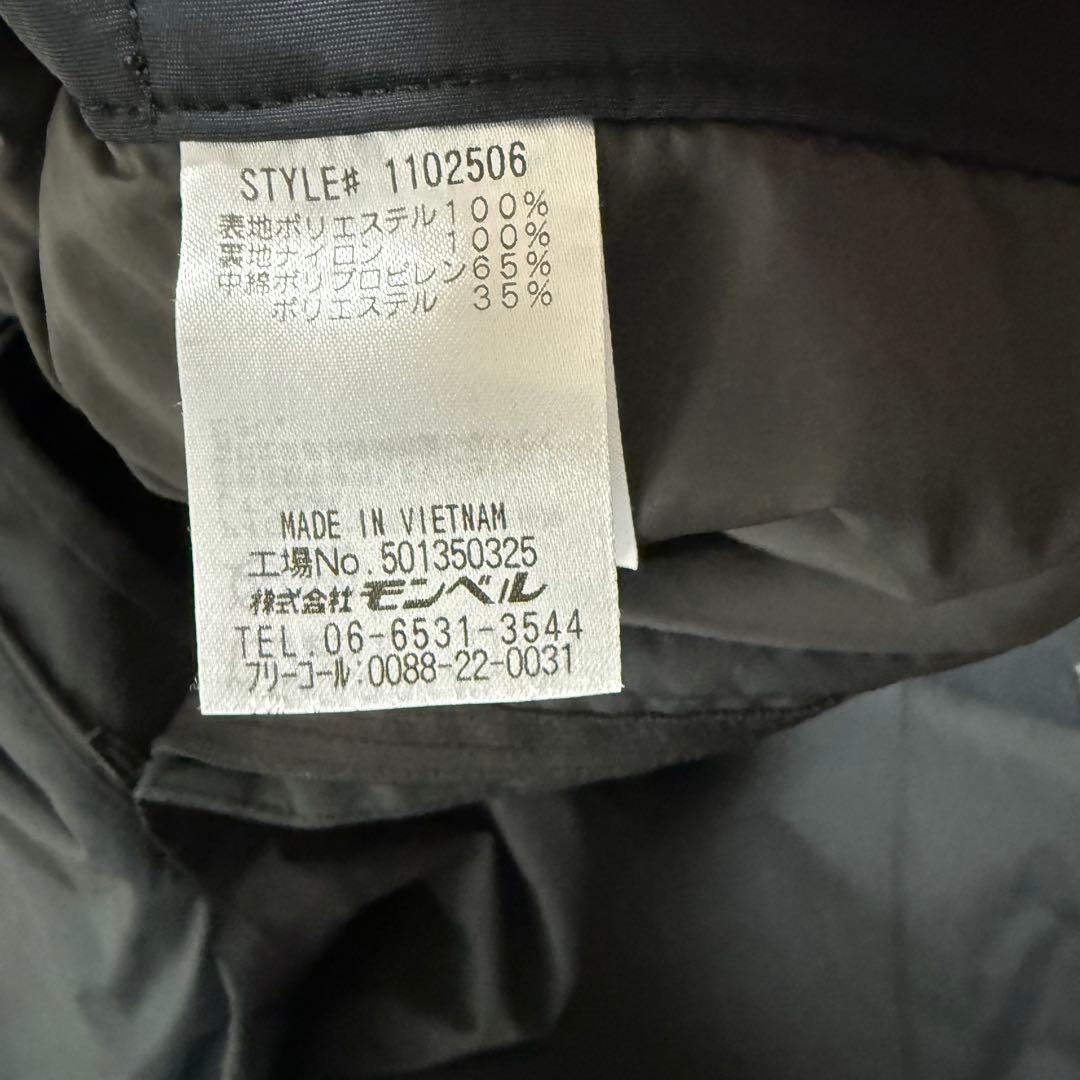 STYLE# 1102506
表地ポリエステル100%
裏地ナイロン 100%
中綿ポリプロピレン65%
ポリエステル 35%
MADE IN VIETNAM
工場No.501350325
株式会社 モンベル
TEL.06-6531-3544
フリーコール:0088-22-0031